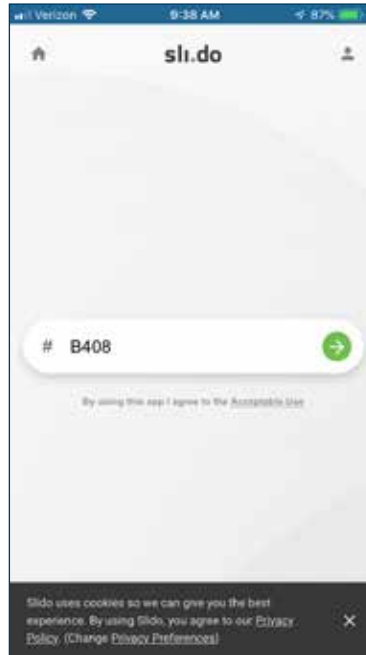 Verizon 9:38 AM 87%
slı.do
# B408
By using this app I agree to the Acceptable Use
Slido uses cookies so we can give you the best
experience. By using Slido, you agree to our Privacy
Policy. (Change Privacy Preferences)